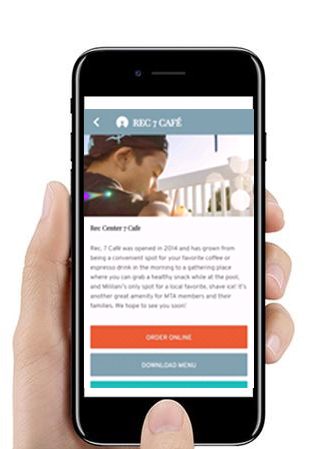 REC 7 CAFÉ
Rec Center 7 Cafe
Rec. 7 Café was opened in 2014 and has grown from
being a convenient spot for your favorite coffee or
espresso drink in the morning to a gathering place
where you can grab a healthy snack while at the pool,
and Mililani's only spot for a local favorite, shave ice! It's
another great amenity for MTA members and their
families. We hope to see you soon!
ORDER ONLINE
DOWNLOAD MENU